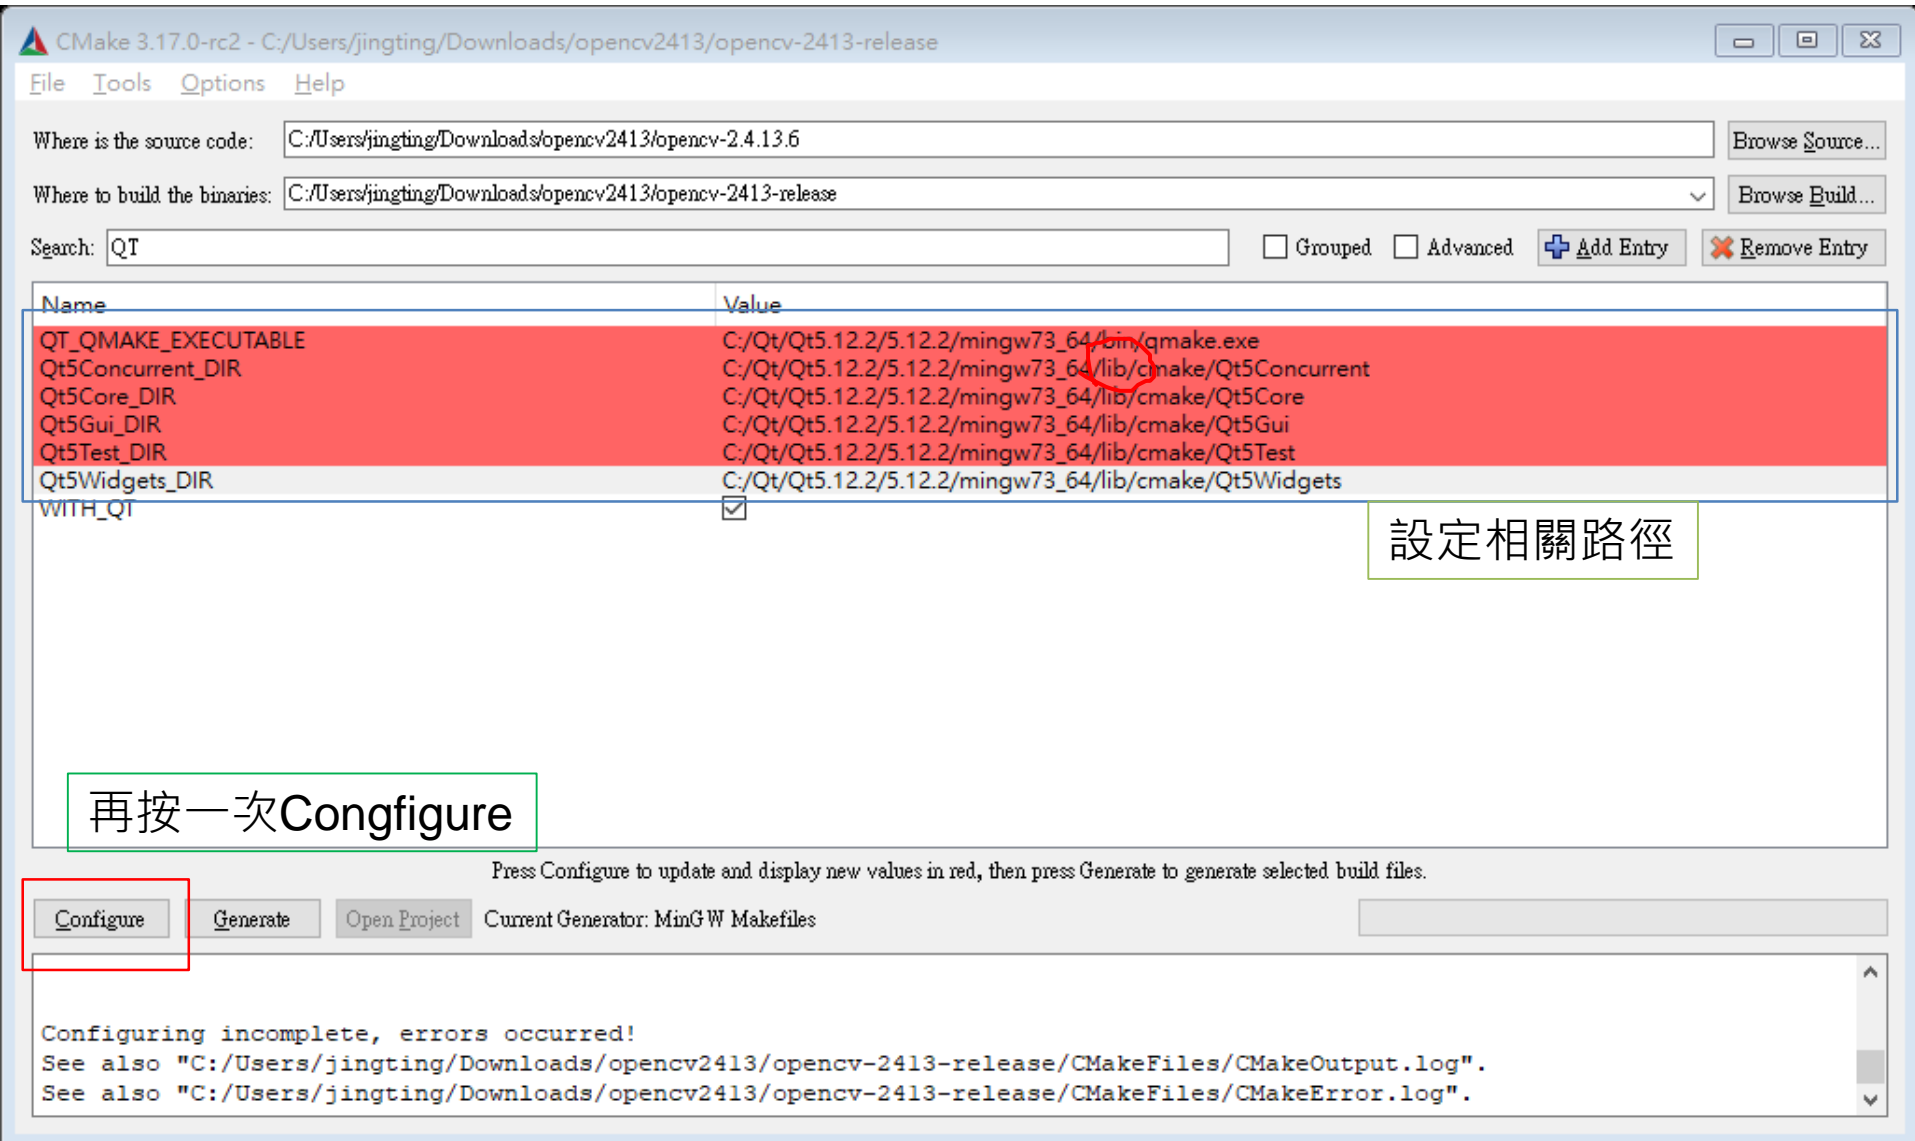 CMake 3.17.0-rc2 - C:/Users/jingting/Downloads/opencv2413/opencv-2413-release
File Tools Options Help
Where is the source code: C:/Users/jingting/Downloads/opencv2413/opencv-2.4.13.6 Browse Source...
Where to build the binaries: C:/Users/jingting/Downloads/opencv2413/opencv-2413-release Browse Build...
Search: QT Grouped Advanced Add Entry Remove Entry
Name Value
QT_QMAKE_EXECUTABLE C:/Qt/Qt5.12.2/5.12.2/mingw73_64/bin/qmake.exe
Qt5Concurrent_DIR C:/Qt/Qt5.12.2/5.12.2/mingw73_64/lib/cmake/Qt5Concurrent
Qt5Core_DIR C:/Qt/Qt5.12.2/5.12.2/mingw73_64/lib/cmake/Qt5Core
Qt5Gui_DIR C:/Qt/Qt5.12.2/5.12.2/mingw73_64/lib/cmake/Qt5Gui
Qt5Test_DIR C:/Qt/Qt5.12.2/5.12.2/mingw73_64/lib/cmake/Qt5Test
Qt5Widgets_DIR C:/Qt/Qt5.12.2/5.12.2/mingw73_64/lib/cmake/Qt5Widgets
WITH_QT
設定相關路徑
再按一次Congfigure
Press Configure to update and display new values in red, then press Generate to generate selected build files.
Configure Generate Open Project Current Generator: MinGW Makefiles
Configuring incomplete, errors occurred!
See also "C:/Users/jingting/Downloads/opencv2413/opencv-2413-release/CMakeFiles/CMakeOutput.log".
See also "C:/Users/jingting/Downloads/opencv2413/opencv-2413-release/CMakeFiles/CMakeError.log".